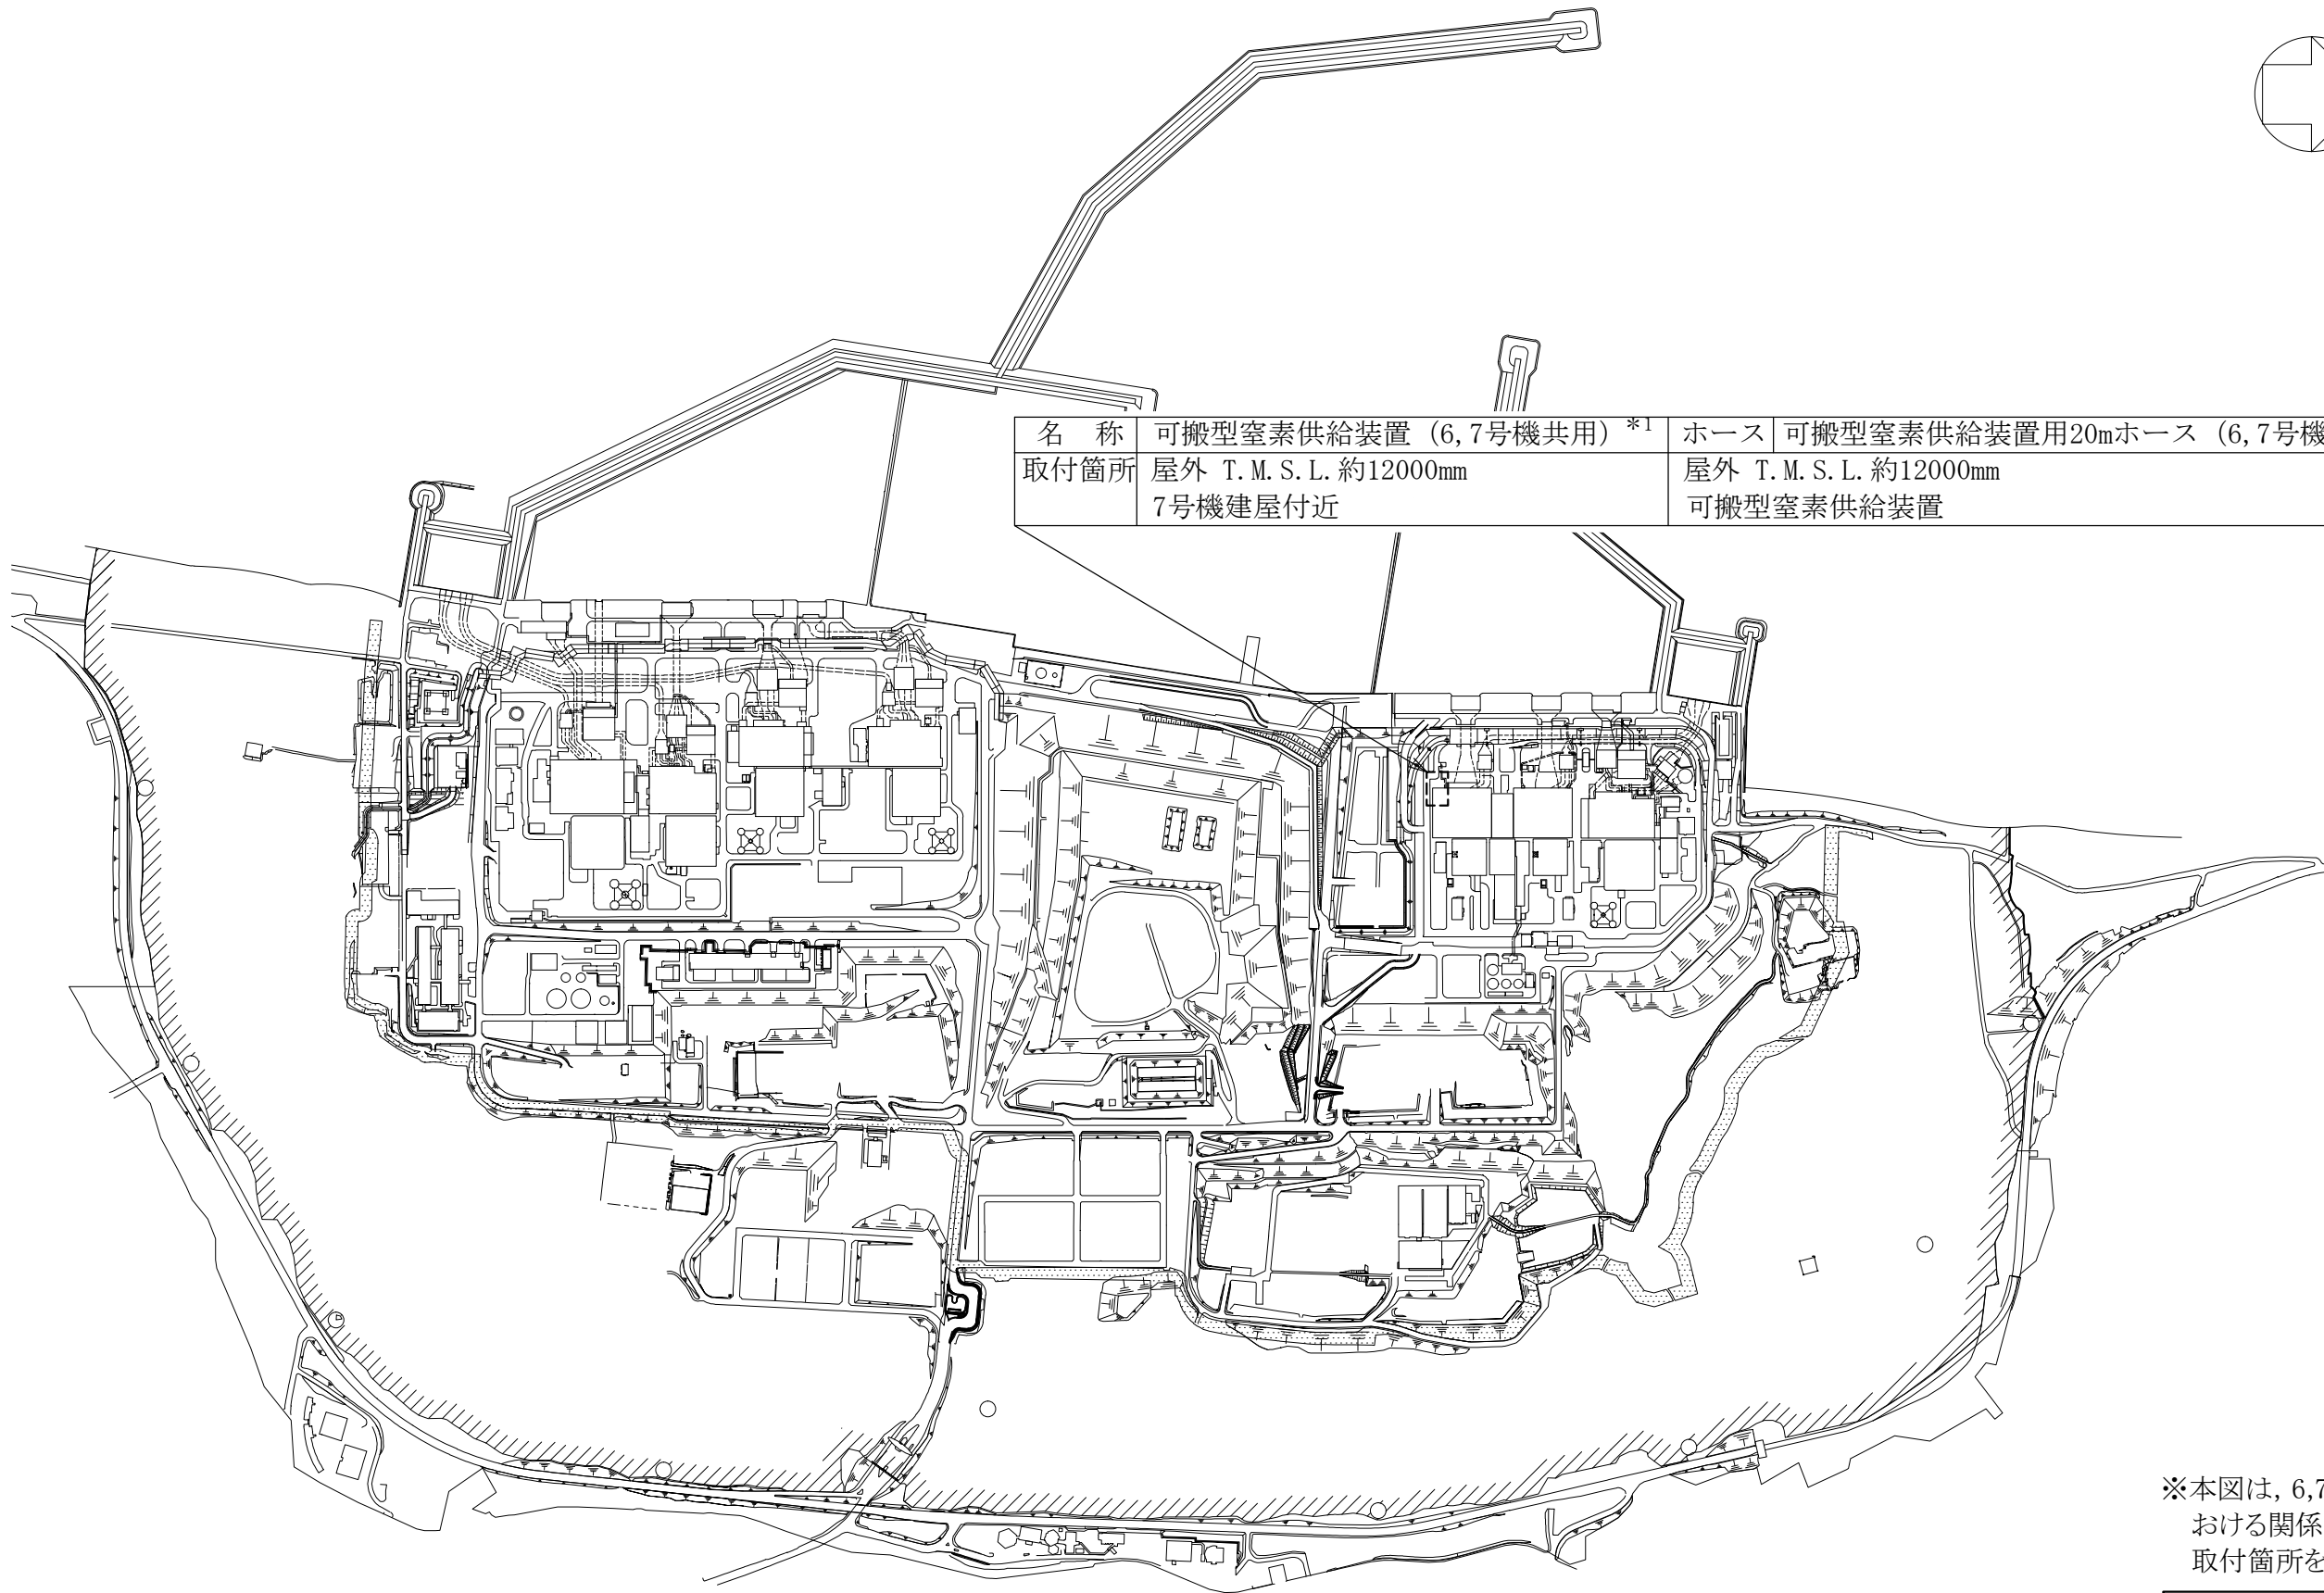 名 称 可搬型窒素供給装置 (6,7号機共用)*1 ホース 可搬型窒素供給装置用20mホース (6,7号機
取付箇所 屋外 T.M.S.L.約12000mm 屋外 T.M.S.L.約12000mm
7号機建屋付近 可搬型窒素供給装置
※本図は, 6,7
おける関係
取付箇所を